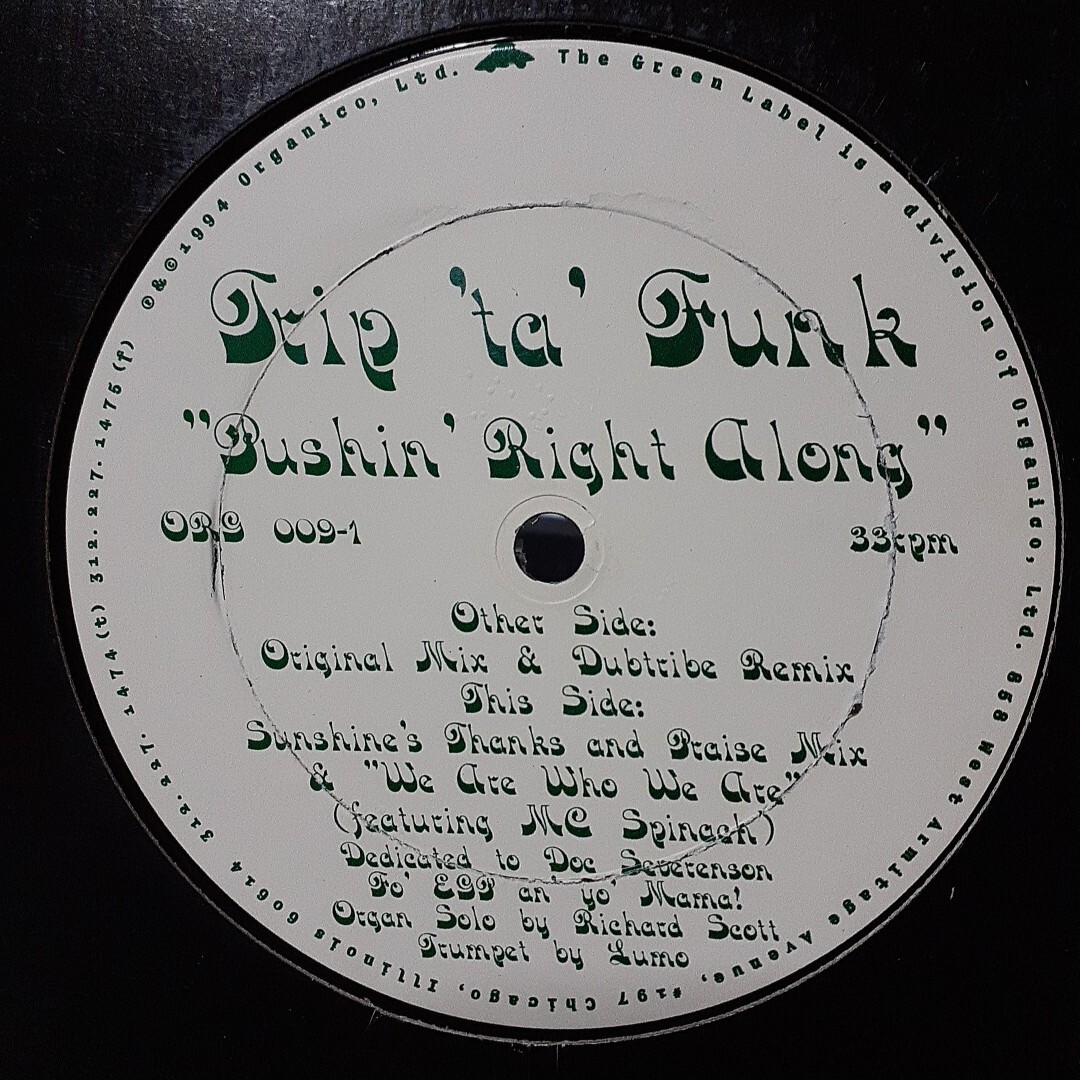 ℗&©1994 Organico, Ltd. The Green Label is a division of Organico, Ltd. 858 West Armitage Avenue, #197 Chicago, Illinois 60614 312.227.1474(t) 312.227.1475(f)
Trip 'ta' Funk
"Pushin' Right Along"
ORG 009-1 33rpm
Other Side:
Original Mix & Dubtribe Remix
This Side:
Sunshine's Thanks and Praise Mix
& "We Are Who We Are"
(featuring MC Spinach)
Dedicated to Doc Severenson
Fo' EGP an' yo' Mama!
Organ Solo by Richard Scott
Trumpet by Lumo